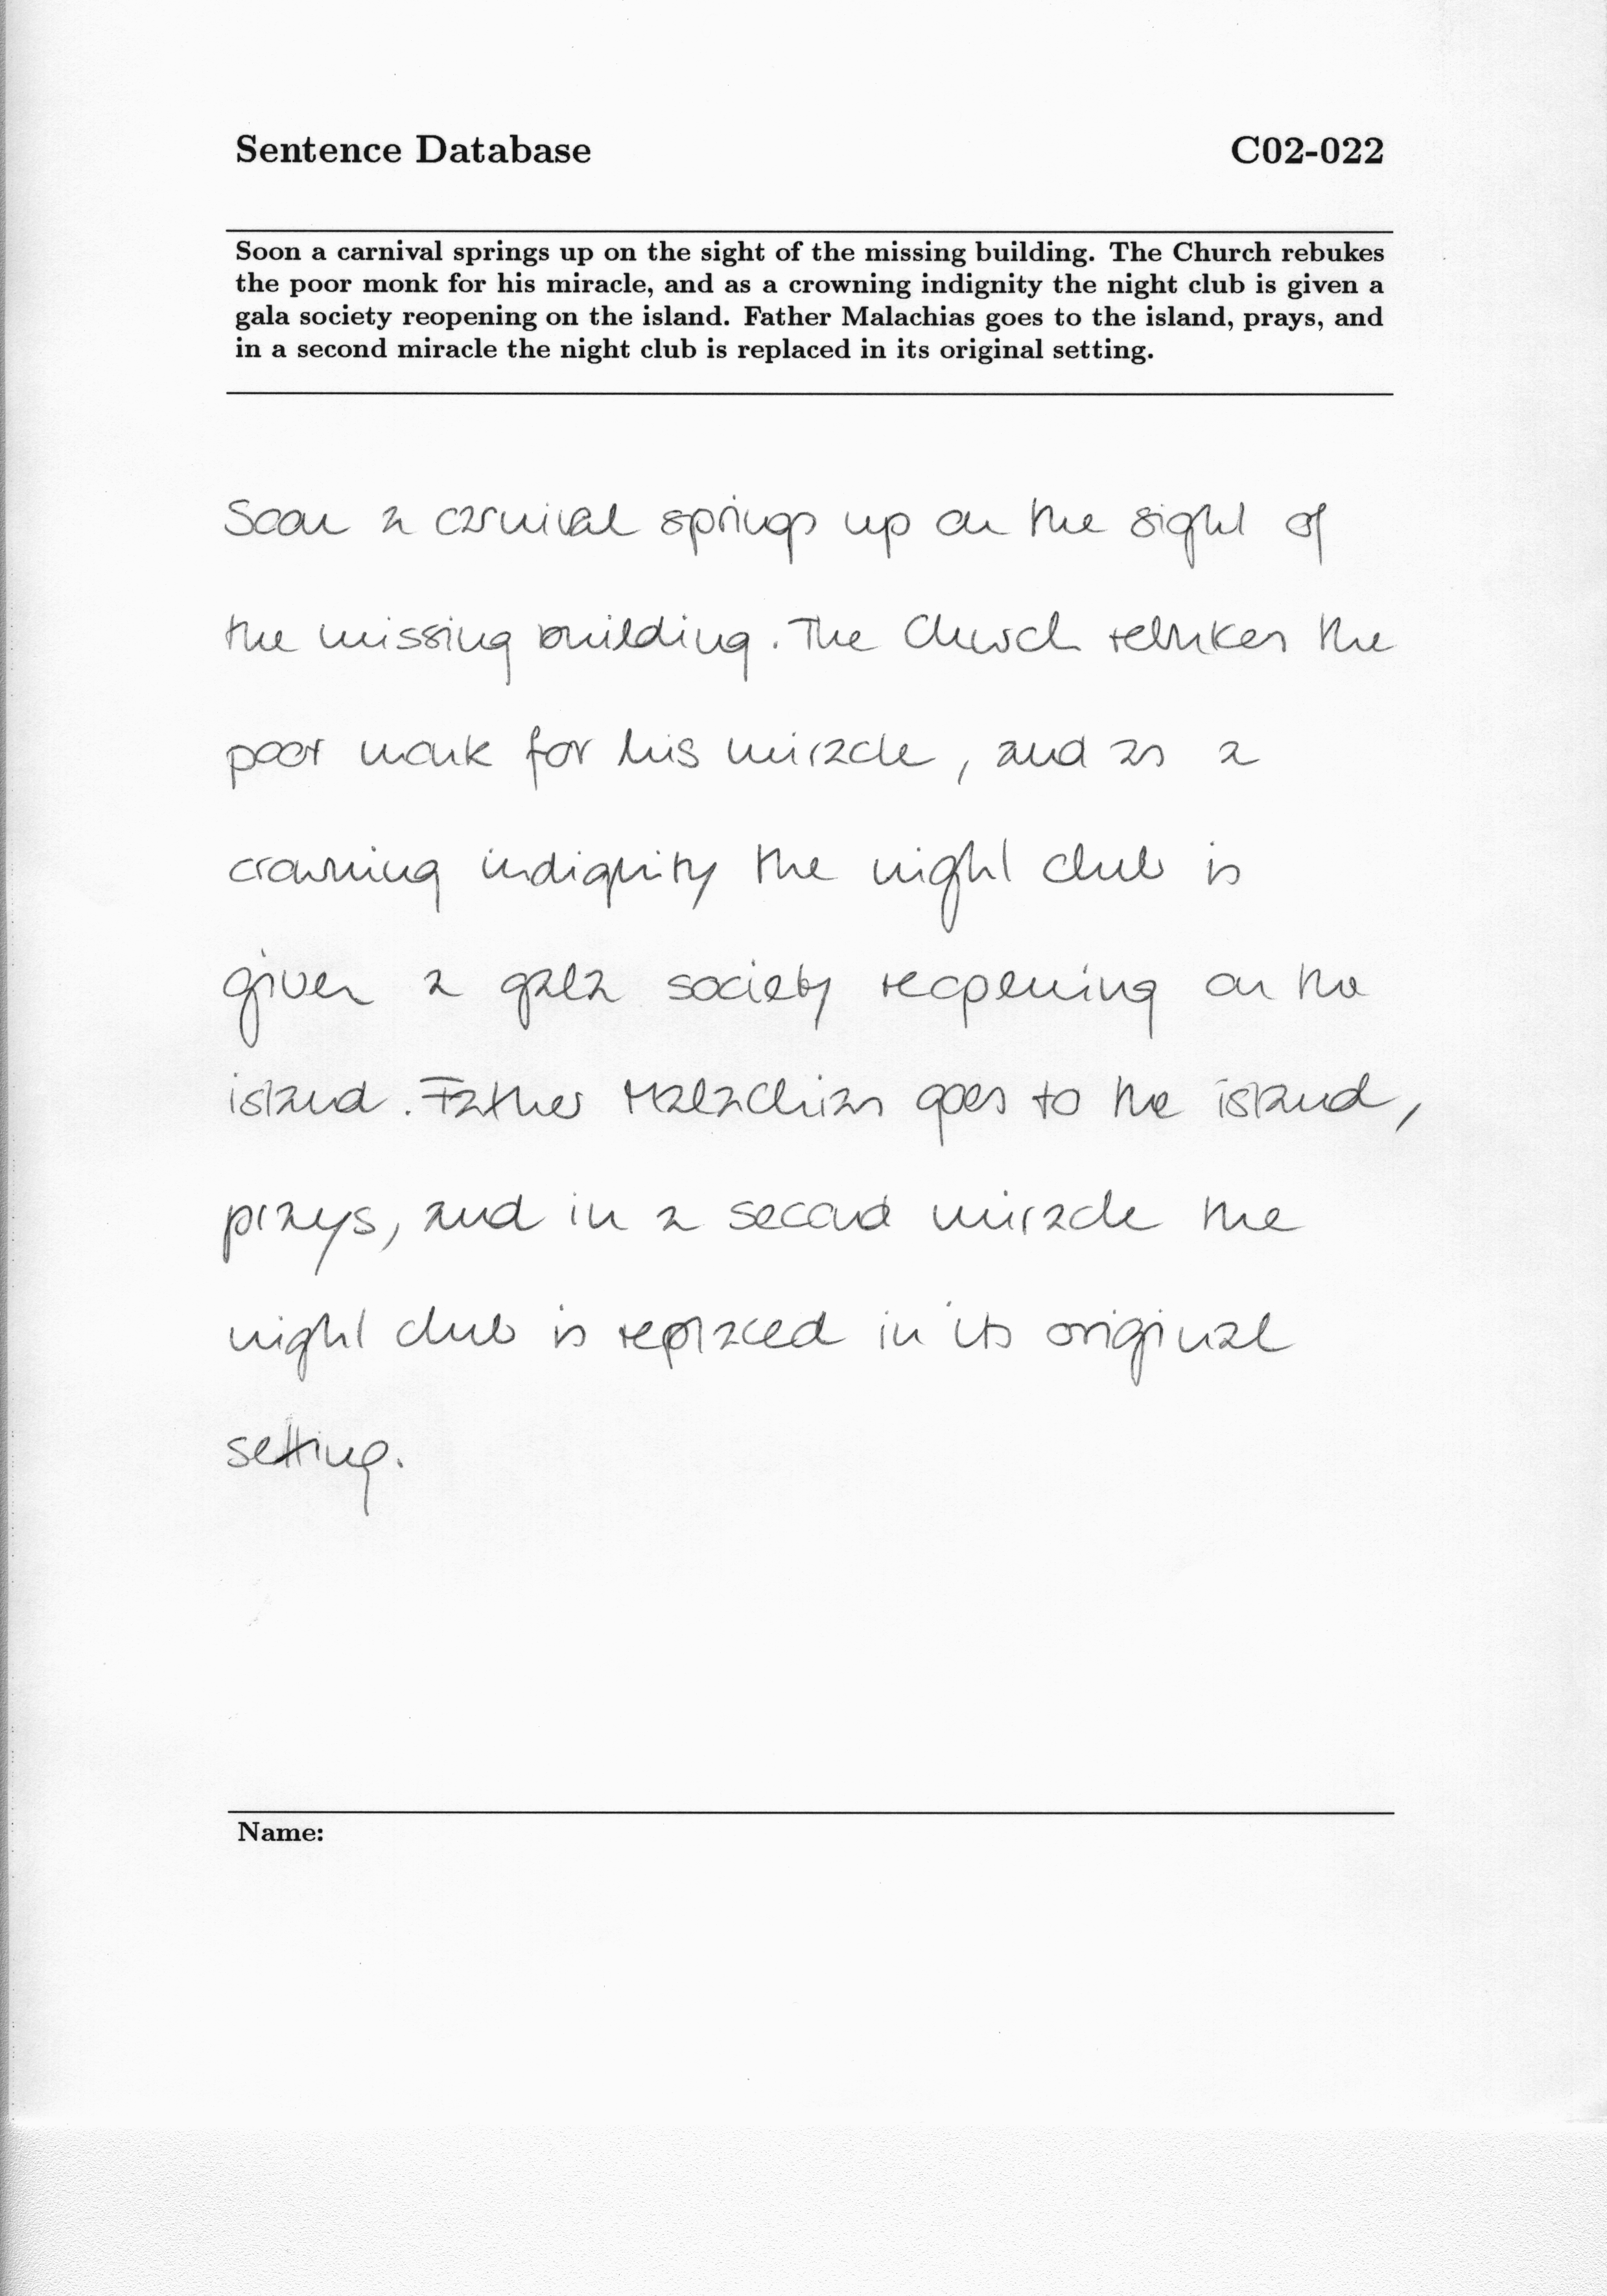 Sentence Database C02-022
Soon a carnival springs up on the sight of the missing building. The Church rebukes
the poor monk for his miracle, and as a crowning indignity the night club is given a
gala society reopening on the island. Father Malachias goes to the island, prays, and
in a second miracle the night club is replaced in its original setting.
Soon a carnival springs up on the sight of
the missing building. The Church rebukes the
poor monk for his miracle, and as a
crowning indignity the night club is
given a gala society reopening on the
island. Father Malachias goes to the island,
prays, and in a second miracle the
night club is replaced in its original
setting.
Name: